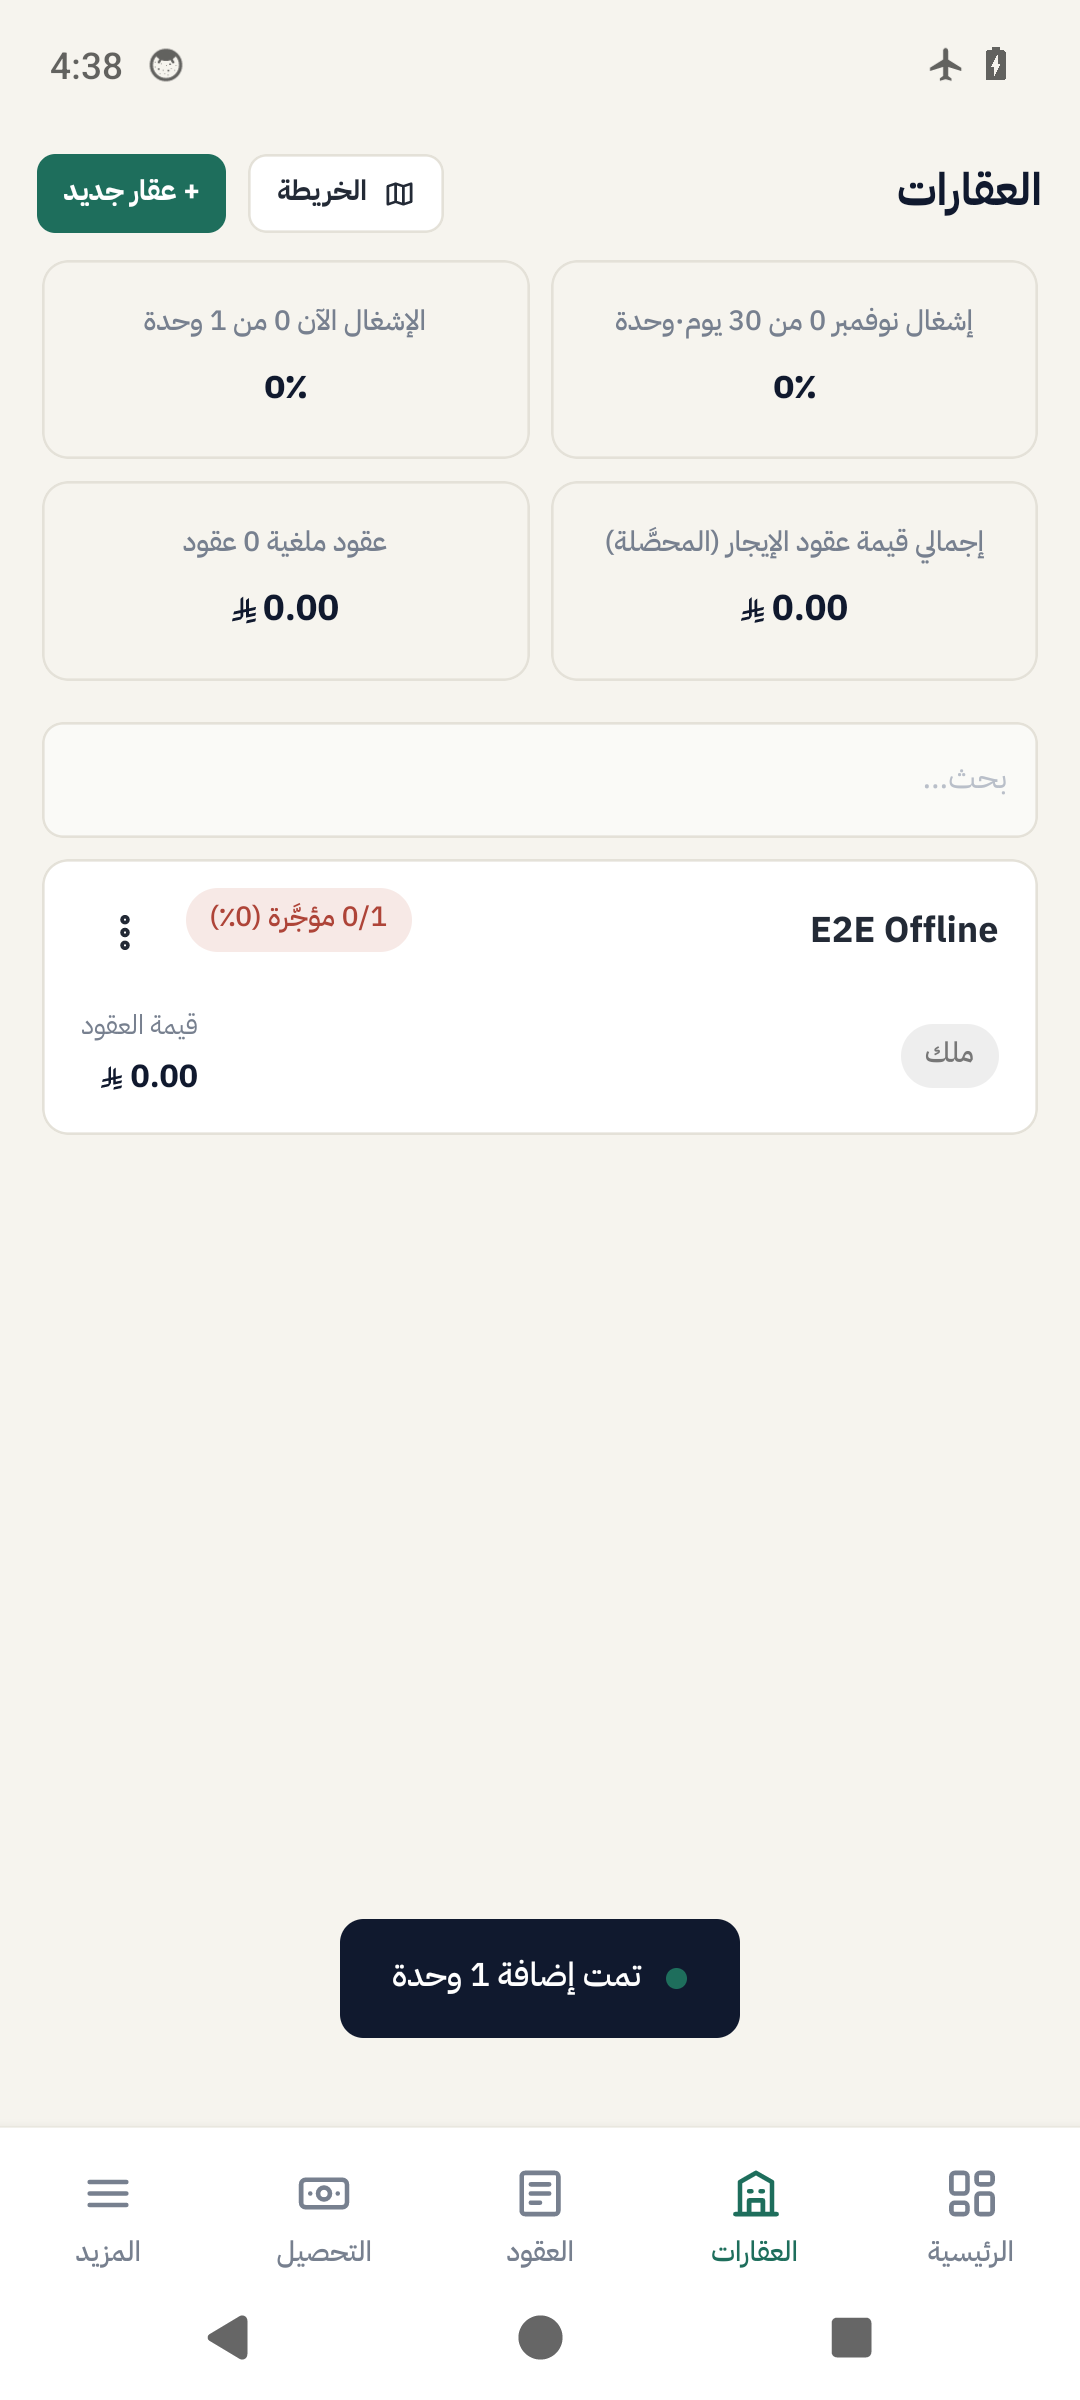 4:38
العقارات
الخريطة
+ عقار جديد
إشغال نوفمبر 0 من 30 يوم·وحدة
0٪
الإشغال الآن 0 من 1 وحدة
0٪
إجمالي قيمة عقود الإيجار (المحصَّلة)
0.00
عقود ملغية 0 عقود
0.00
بحث...
E2E Offline
0/1 مؤجَّرة (0٪)
ملك
قيمة العقود
0.00
تمت إضافة 1 وحدة
الرئيسية
العقارات
العقود
التحصيل
المزيد